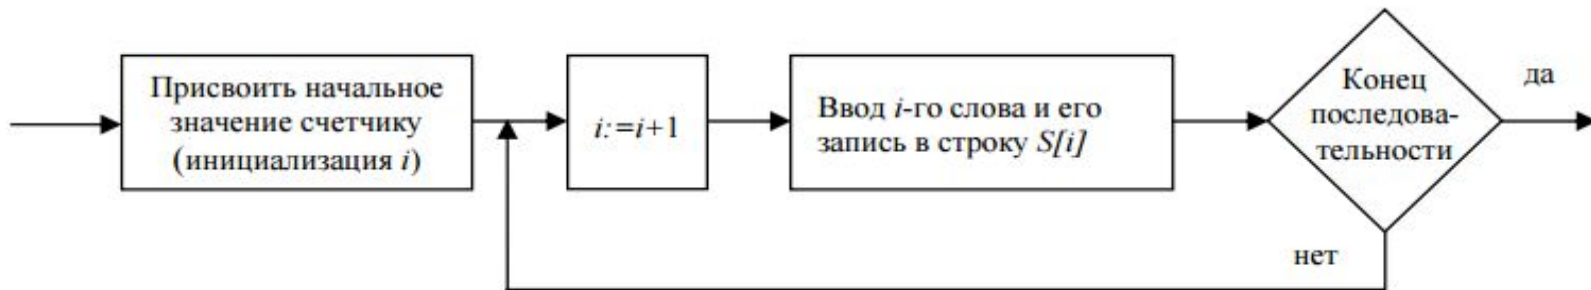 Присвоить начальное
значение счетчику
(инициализация i)
i:=i+1
Ввод i-го слова и его
запись в строку S[i]
Конец
последова-
тельности
да
нет